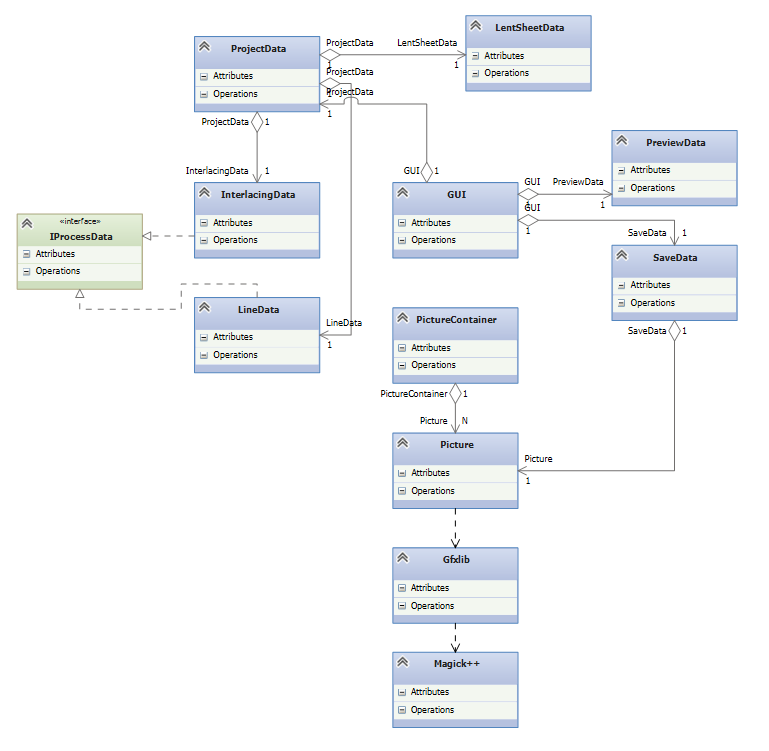 LentSheetData
Attributes
Operations
ProjectData
Attributes
Operations
ProjectData
LentSheetData
1
1
ProjectData
1
ProjectData
1
ProjectData
1
InterlacingData
1
GUI
1
PreviewData
Attributes
Operations
InterlacingData
Attributes
Operations
GUI
Attributes
Operations
GUI
PreviewData
1
1
GUI
1
SaveData
1
«interface»
IProcessData
Attributes
Operations
SaveData
Attributes
Operations
LineData
Attributes
Operations
LineData
1
PictureContainer
Attributes
Operations
SaveData
1
PictureContainer
1
Picture
N
Picture
Attributes
Operations
Picture
1
Gfxlib
Attributes
Operations
Magick++
Attributes
Operations